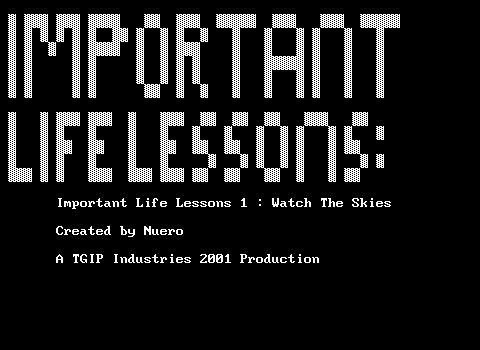 IMPORTANT
LIFE LESSONS:
Important Life Lessons 1 : Watch The Skies
Created by Nuero
A TGIP Industries 2001 Production